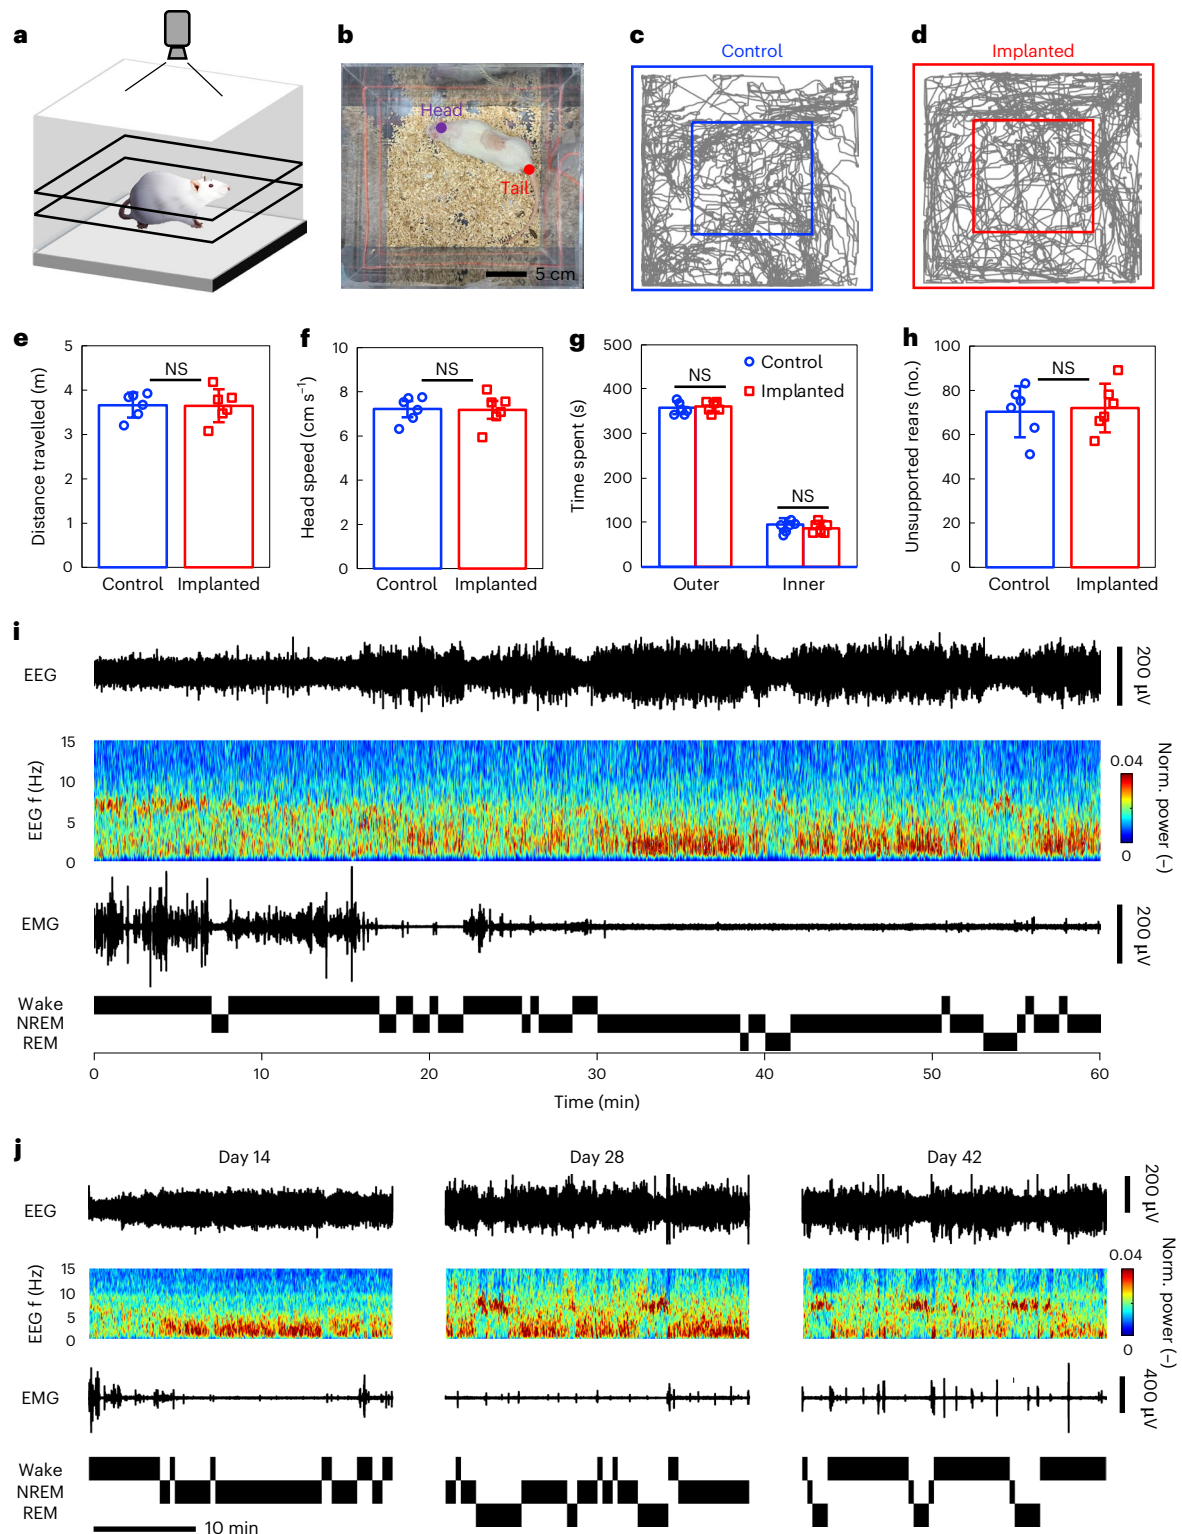 a
b
c
d
Control
Implanted
Head
Tail
5 cm
e
f
g
h
Distance travelled (m)
5
4
3
2
1
0
NS
Control
Implanted
Head speed (cm s⁻¹)
10
8
6
4
2
0
NS
Control
Implanted
Time spent (s)
500
400
300
200
100
0
Control
Implanted
NS
NS
Outer
Inner
Unsupported rears (no.)
100
80
60
40
20
0
NS
Control
Implanted
i
EEG
200 µV
EEG f (Hz)
15
10
5
0
Norm. power (–)
0.04
0
EMG
200 µV
Wake
NREM
REM
0
10
20
30
40
50
60
Time (min)
j
Day 14
Day 28
Day 42
EEG
200 µV
EEG f (Hz)
15
10
5
0
Norm. power (–)
0.04
0
EMG
400 µV
Wake
NREM
REM
10 min